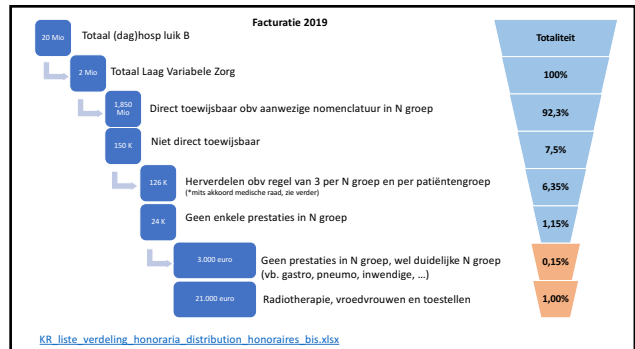 Facturatie 2019
20 Mio
Totaal (dag)hosp luik B
Totaliteit
2 Mio
Totaal Laag Variabele Zorg
100%
1,850
Mio
Direct toewijsbaar obv aanwezige nomenclatuur in N groep
92,3%
150 K
Niet direct toewijsbaar
7,5%
126 K
Herverdelen obv regel van 3 per N groep en per patiëntengroep
(*mits akkoord medische raad, zie verder)
6,35%
24 K
Geen enkele prestaties in N groep
1,15%
3.000 euro
Geen prestaties in N groep, wel duidelijke N groep
(vb. gastro, pneumo, inwendige, …)
0,15%
21.000 euro
Radiotherapie, vroedvrouwen en toestellen
1,00%
KR_liste_verdeling_honoraria_distribution_honoraires_bis.xlsx